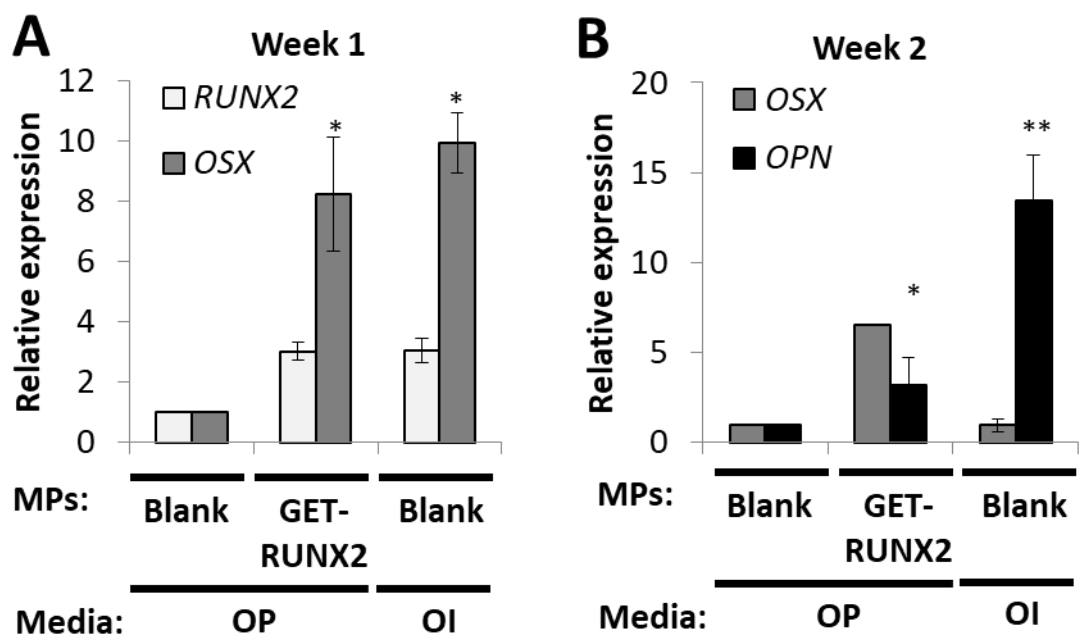 A
Week 1
Relative expression
12
10
8
6
4
2
0
RUNX2
OSX
*
*
MPs:
Blank
GET-
RUNX2
Blank
Media:
OP
OI
B
Week 2
Relative expression
20
15
10
5
0
OSX
OPN
*
**
MPs:
Blank
GET-
RUNX2
Blank
Media:
OP
OI